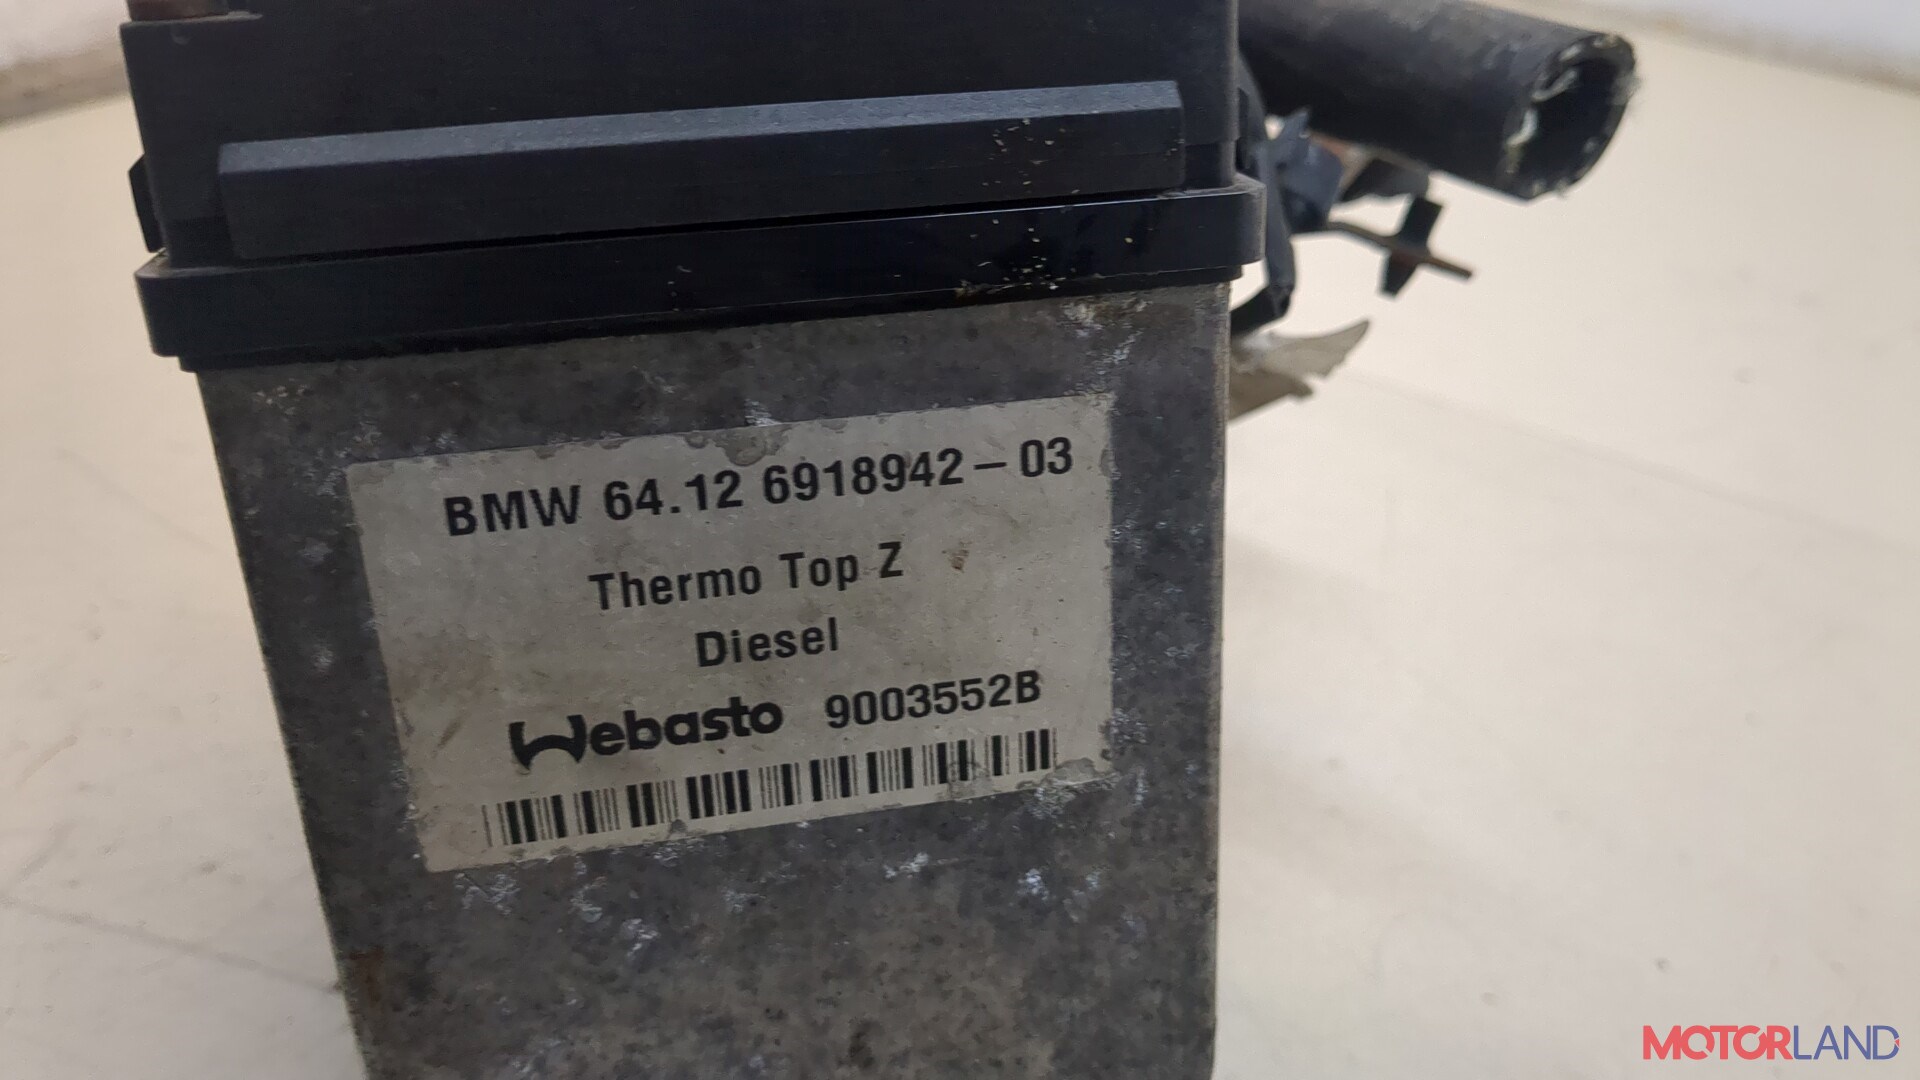 BMW 64.12 6918942 – 03
Thermo Top Z
Diesel
Webasto 9003552B
MOTORLAND